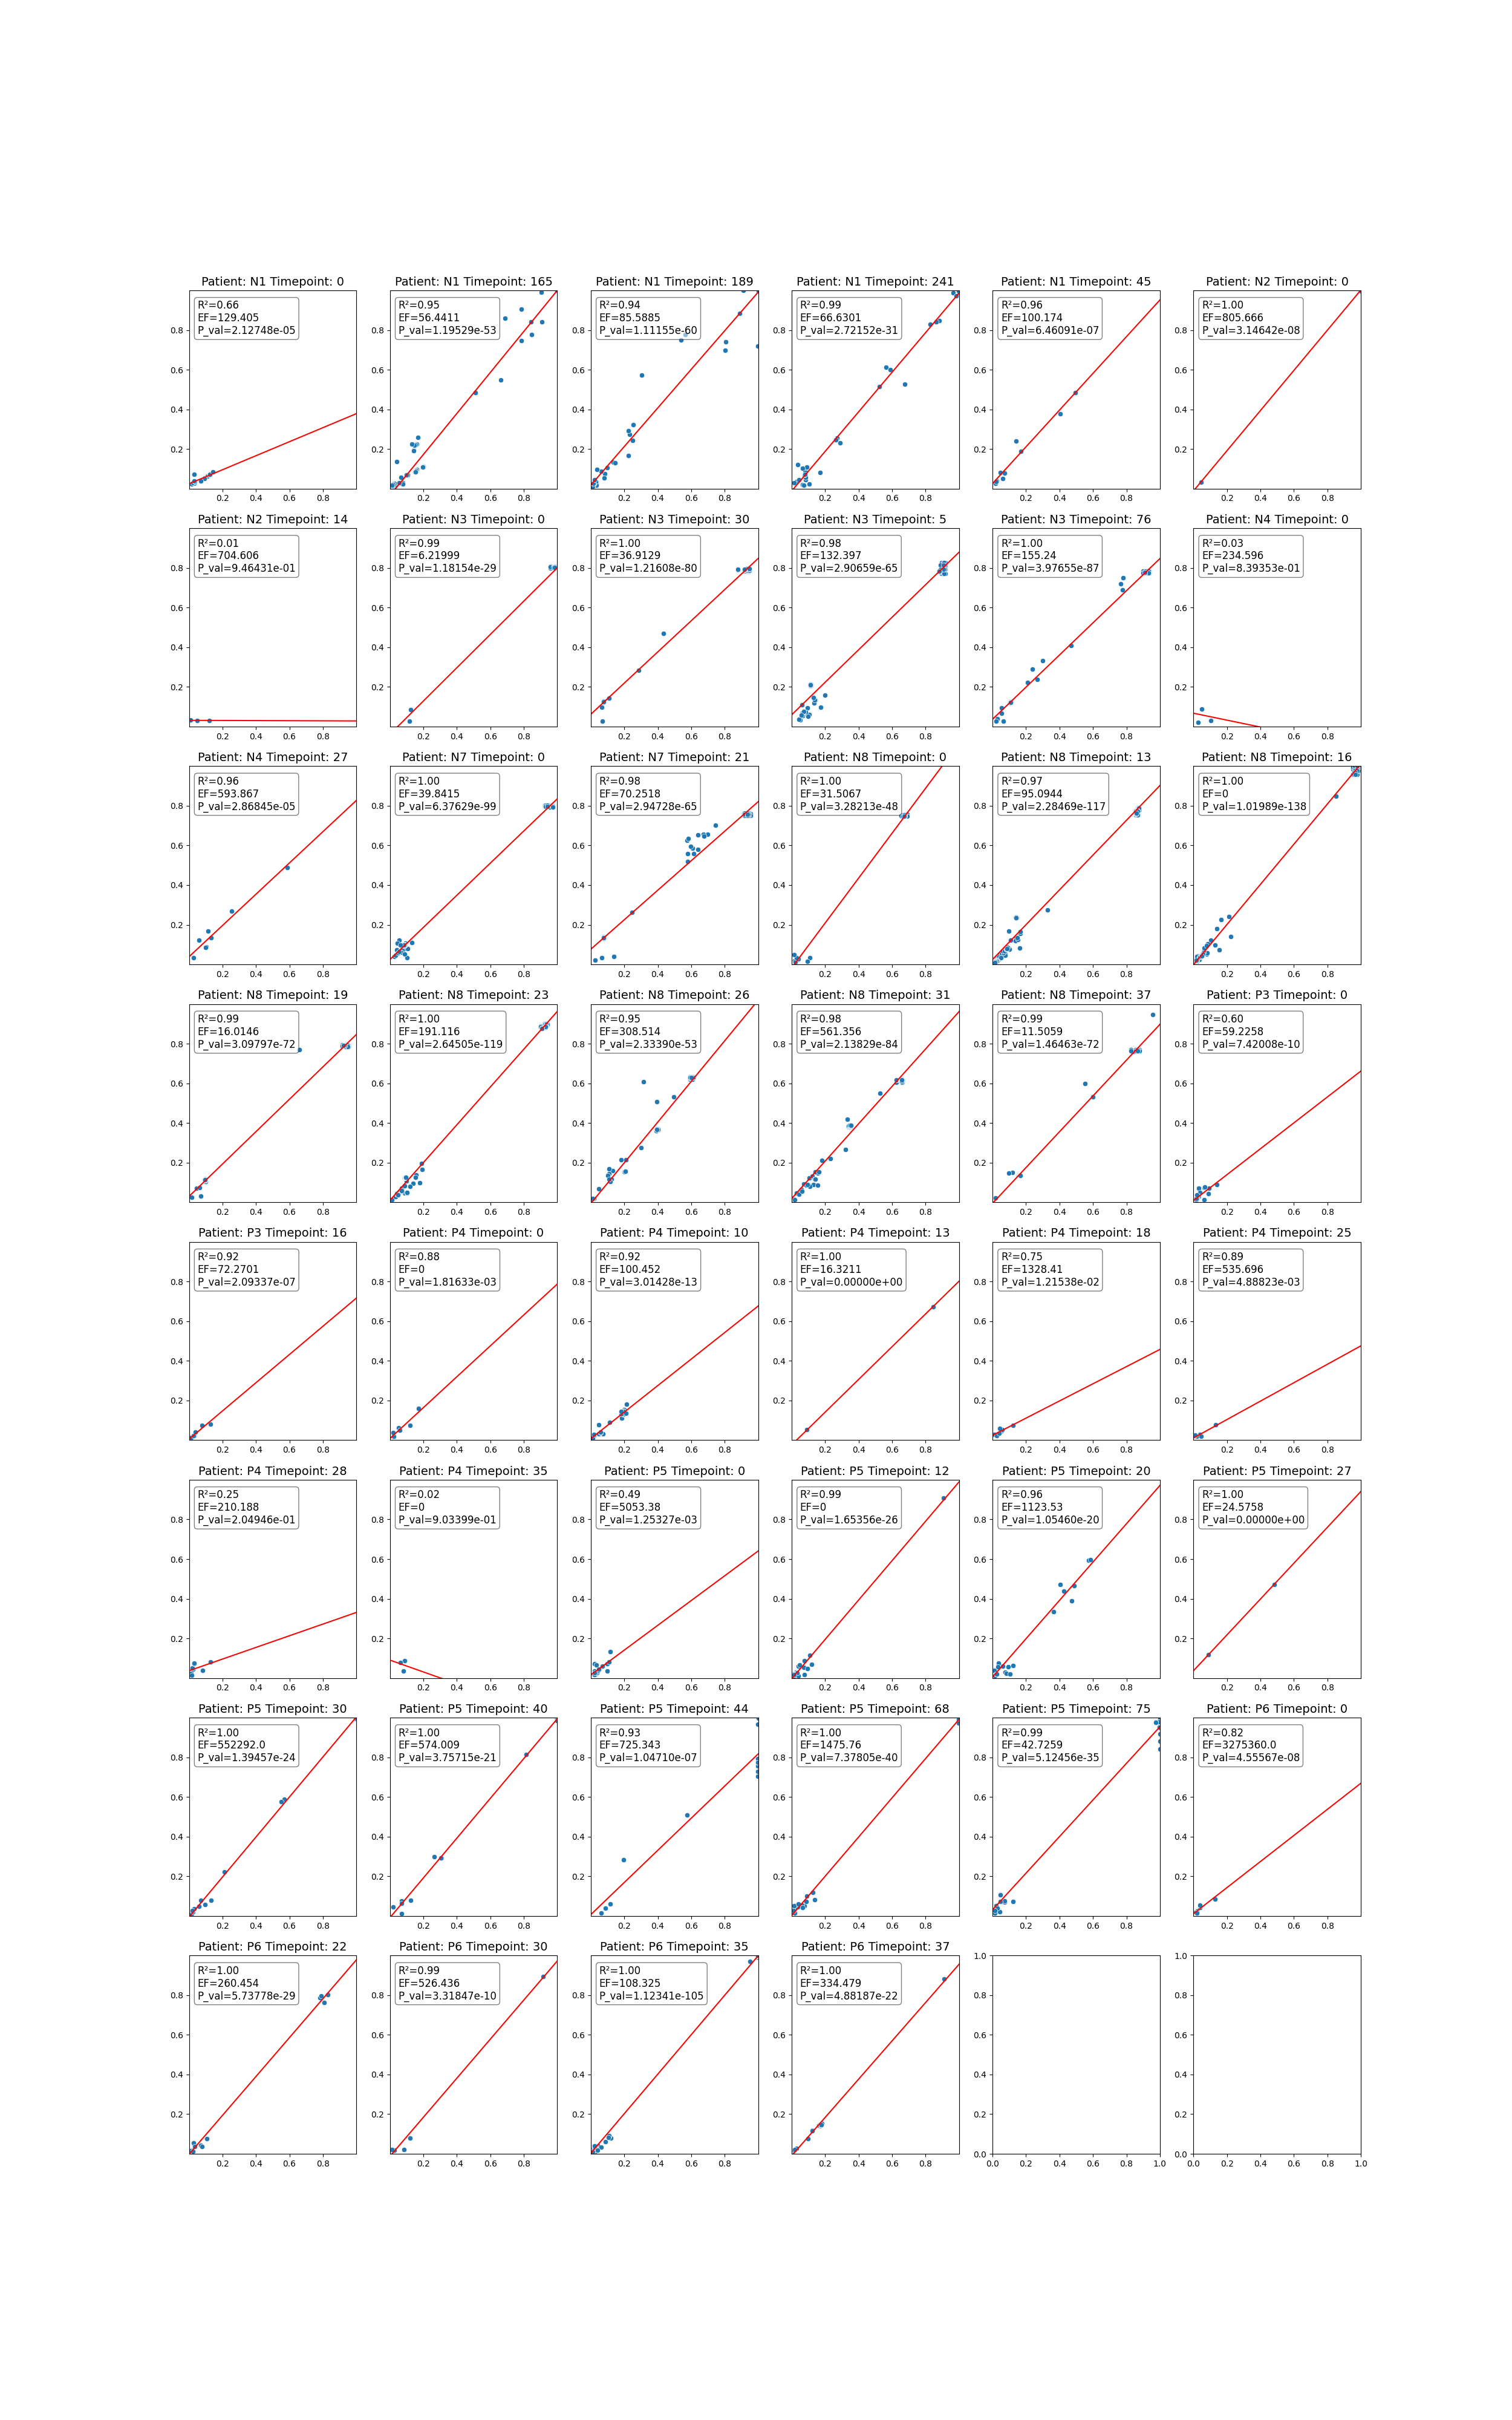 Patient: N1 Timepoint: 0
R²=0.66
EF=129.405
P_val=2.12748e-05
0.8
0.6
0.4
0.2
0.2 0.4 0.6 0.8
Patient: N1 Timepoint: 165
R²=0.95
EF=56.4411
P_val=1.19529e-53
0.8
0.6
0.4
0.2
0.2 0.4 0.6 0.8
Patient: N1 Timepoint: 189
R²=0.94
EF=85.5885
P_val=1.11155e-60
0.8
0.6
0.4
0.2
0.2 0.4 0.6 0.8
Patient: N1 Timepoint: 241
R²=0.99
EF=66.6301
P_val=2.72152e-31
0.8
0.6
0.4
0.2
0.2 0.4 0.6 0.8
Patient: N1 Timepoint: 45
R²=0.96
EF=100.174
P_val=6.46091e-07
0.8
0.6
0.4
0.2
0.2 0.4 0.6 0.8
Patient: N2 Timepoint: 0
R²=1.00
EF=805.666
P_val=3.14642e-08
0.8
0.6
0.4
0.2
0.2 0.4 0.6 0.8
Patient: N2 Timepoint: 14
R²=0.01
EF=704.606
P_val=9.46431e-01
0.8
0.6
0.4
0.2
0.2 0.4 0.6 0.8
Patient: N3 Timepoint: 0
R²=0.99
EF=6.21999
P_val=1.18154e-29
0.8
0.6
0.4
0.2
0.2 0.4 0.6 0.8
Patient: N3 Timepoint: 30
R²=1.00
EF=36.9129
P_val=1.21608e-80
0.8
0.6
0.4
0.2
0.2 0.4 0.6 0.8
Patient: N3 Timepoint: 5
R²=0.98
EF=132.397
P_val=2.90659e-65
0.8
0.6
0.4
0.2
0.2 0.4 0.6 0.8
Patient: N3 Timepoint: 76
R²=1.00
EF=155.24
P_val=3.97655e-87
0.8
0.6
0.4
0.2
0.2 0.4 0.6 0.8
Patient: N4 Timepoint: 0
R²=0.03
EF=234.596
P_val=8.39353e-01
0.8
0.6
0.4
0.2
0.2 0.4 0.6 0.8
Patient: N4 Timepoint: 27
R²=0.96
EF=593.867
P_val=2.86845e-05
0.8
0.6
0.4
0.2
0.2 0.4 0.6 0.8
Patient: N7 Timepoint: 0
R²=1.00
EF=39.8415
P_val=6.37629e-99
0.8
0.6
0.4
0.2
0.2 0.4 0.6 0.8
Patient: N7 Timepoint: 21
R²=0.98
EF=70.2518
P_val=2.94728e-65
0.8
0.6
0.4
0.2
0.2 0.4 0.6 0.8
Patient: N8 Timepoint: 0
R²=1.00
EF=31.5067
P_val=3.28213e-48
0.8
0.6
0.4
0.2
0.2 0.4 0.6 0.8
Patient: N8 Timepoint: 13
R²=0.97
EF=95.0944
P_val=2.28469e-117
0.8
0.6
0.4
0.2
0.2 0.4 0.6 0.8
Patient: N8 Timepoint: 16
R²=1.00
EF=0
P_val=1.01989e-138
0.8
0.6
0.4
0.2
0.2 0.4 0.6 0.8
Patient: N8 Timepoint: 19
R²=0.99
EF=16.0146
P_val=3.09797e-72
0.8
0.6
0.4
0.2
0.2 0.4 0.6 0.8
Patient: N8 Timepoint: 23
R²=1.00
EF=191.116
P_val=2.64505e-119
0.8
0.6
0.4
0.2
0.2 0.4 0.6 0.8
Patient: N8 Timepoint: 26
R²=0.95
EF=308.514
P_val=2.33390e-53
0.8
0.6
0.4
0.2
0.2 0.4 0.6 0.8
Patient: N8 Timepoint: 31
R²=0.98
EF=561.356
P_val=2.13829e-84
0.8
0.6
0.4
0.2
0.2 0.4 0.6 0.8
Patient: N8 Timepoint: 37
R²=0.99
EF=11.5059
P_val=1.46463e-72
0.8
0.6
0.4
0.2
0.2 0.4 0.6 0.8
Patient: P3 Timepoint: 0
R²=0.60
EF=59.2258
P_val=7.42008e-10
0.8
0.6
0.4
0.2
0.2 0.4 0.6 0.8
Patient: P3 Timepoint: 16
R²=0.92
EF=72.2701
P_val=2.09337e-07
0.8
0.6
0.4
0.2
0.2 0.4 0.6 0.8
Patient: P4 Timepoint: 0
R²=0.88
EF=0
P_val=1.81633e-03
0.8
0.6
0.4
0.2
0.2 0.4 0.6 0.8
Patient: P4 Timepoint: 10
R²=0.92
EF=100.452
P_val=3.01428e-13
0.8
0.6
0.4
0.2
0.2 0.4 0.6 0.8
Patient: P4 Timepoint: 13
R²=1.00
EF=16.3211
P_val=0.00000e+00
0.8
0.6
0.4
0.2
0.2 0.4 0.6 0.8
Patient: P4 Timepoint: 18
R²=0.75
EF=1328.41
P_val=1.21538e-02
0.8
0.6
0.4
0.2
0.2 0.4 0.6 0.8
Patient: P4 Timepoint: 25
R²=0.89
EF=535.696
P_val=4.88823e-03
0.8
0.6
0.4
0.2
0.2 0.4 0.6 0.8
Patient: P4 Timepoint: 28
R²=0.25
EF=210.188
P_val=2.04946e-01
0.8
0.6
0.4
0.2
0.2 0.4 0.6 0.8
Patient: P4 Timepoint: 35
R²=0.02
EF=0
P_val=9.03399e-01
0.8
0.6
0.4
0.2
0.2 0.4 0.6 0.8
Patient: P5 Timepoint: 0
R²=0.49
EF=5053.38
P_val=1.25327e-03
0.8
0.6
0.4
0.2
0.2 0.4 0.6 0.8
Patient: P5 Timepoint: 12
R²=0.99
EF=0
P_val=1.65356e-26
0.8
0.6
0.4
0.2
0.2 0.4 0.6 0.8
Patient: P5 Timepoint: 20
R²=0.96
EF=1123.53
P_val=1.05460e-20
0.8
0.6
0.4
0.2
0.2 0.4 0.6 0.8
Patient: P5 Timepoint: 27
R²=1.00
EF=24.5758
P_val=0.00000e+00
0.8
0.6
0.4
0.2
0.2 0.4 0.6 0.8
Patient: P5 Timepoint: 30
R²=1.00
EF=552292.0
P_val=1.39457e-24
0.8
0.6
0.4
0.2
0.2 0.4 0.6 0.8
Patient: P5 Timepoint: 40
R²=1.00
EF=574.009
P_val=3.75715e-21
0.8
0.6
0.4
0.2
0.2 0.4 0.6 0.8
Patient: P5 Timepoint: 44
R²=0.93
EF=725.343
P_val=1.04710e-07
0.8
0.6
0.4
0.2
0.2 0.4 0.6 0.8
Patient: P5 Timepoint: 68
R²=1.00
EF=1475.76
P_val=7.37805e-40
0.8
0.6
0.4
0.2
0.2 0.4 0.6 0.8
Patient: P5 Timepoint: 75
R²=0.99
EF=42.7259
P_val=5.12456e-35
0.8
0.6
0.4
0.2
0.2 0.4 0.6 0.8
Patient: P6 Timepoint: 0
R²=0.82
EF=3275360.0
P_val=4.55567e-08
0.8
0.6
0.4
0.2
0.2 0.4 0.6 0.8
Patient: P6 Timepoint: 22
R²=1.00
EF=260.454
P_val=5.73778e-29
0.8
0.6
0.4
0.2
0.2 0.4 0.6 0.8
Patient: P6 Timepoint: 30
R²=0.99
EF=526.436
P_val=3.31847e-10
0.8
0.6
0.4
0.2
0.2 0.4 0.6 0.8
Patient: P6 Timepoint: 35
R²=1.00
EF=108.325
P_val=1.12341e-105
0.8
0.6
0.4
0.2
0.2 0.4 0.6 0.8
Patient: P6 Timepoint: 37
R²=1.00
EF=334.479
P_val=4.88187e-22
0.8
0.6
0.4
0.2
0.2 0.4 0.6 0.8
1.0
0.8
0.6
0.4
0.2
0.0
0.0 0.2 0.4 0.6 0.8 1.0
1.0
0.8
0.6
0.4
0.2
0.0
0.0 0.2 0.4 0.6 0.8 1.0